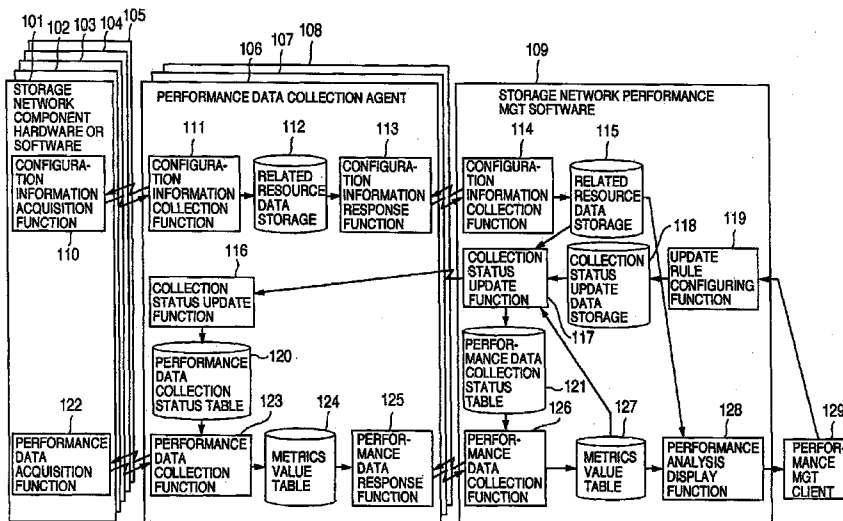 105
101
104
103
102
108
107
106
109
129
STORAGE
NETWORK
COMPONENT
HARDWARE OR
SOFTWARE
PERFORMANCE DATA COLLECTION AGENT
STORAGE NETWORK PERFORMANCE
MGT SOFTWARE
111
112
113
114
115
CONFIGURA-
TION
INFORMATION
ACQUISITION
FUNCTION
110
CONFIGURA-
TION
INFORMATION
COLLECTION
FUNCTION
RELATED
RESOURCE
DATA
STORAGE
CONFIGURA-
TION
INFORMATION
RESPONSE
FUNCTION
CONFIGURA-
TION
INFORMATION
COLLECTION
FUNCTION
RELATED
RESOURCE
DATA
STORAGE
116
118
119
COLLECTION
STATUS UPDATE
FUNCTION
COLLECTION
STATUS
UPDATE
FUNCTION
117
COLLECTION
STATUS
UPDATE
DATA
STORAGE
UPDATE
RULE
CONFIGURING
FUNCTION
120
PERFORMANCE
DATA
COLLECTION
STATUS TABLE
PERFOR-
MANCE DATA
COLLECTION
STATUS
TABLE
121
122
123
124
125
126
127
128
129
PERFORMANCE
DATA
ACQUISITION
FUNCTION
PERFORMANCE
DATA
COLLECTION
FUNCTION
METRICS
VALUE
TABLE
PERFOR-
MANCE
DATA
RESPONSE
FUNCTION
PERFOR-
MANCE
DATA
COLLECTION
FUNCTION
METRICS
VALUE
TABLE
PERFORMANCE
ANALYSIS
DISPLAY
FUNCTION
PERFOR-
MANCE
MGT
CLIENT